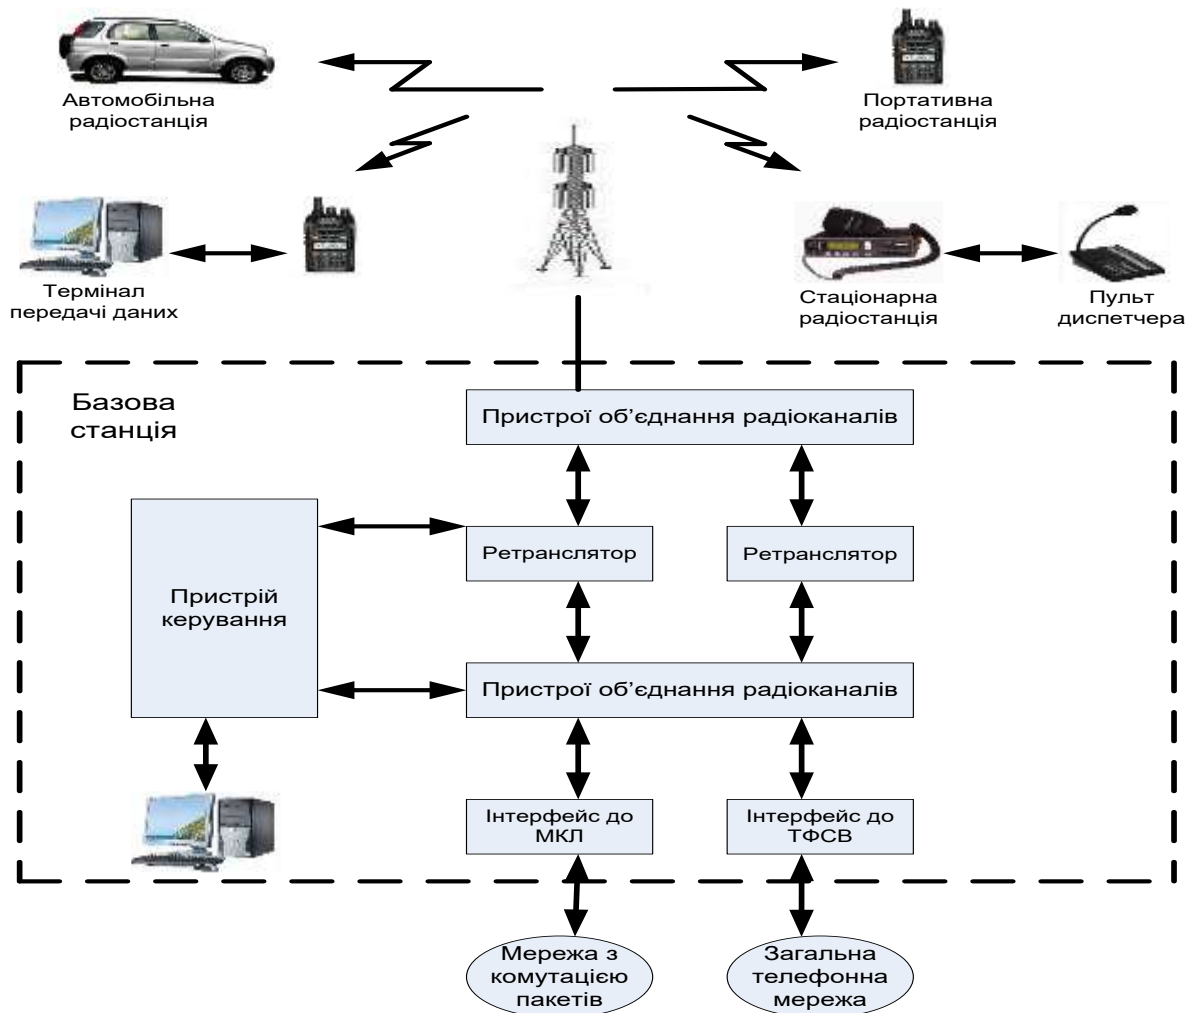 Автомобільна
радіостанція
Портативна
радіостанція
Термінал
передачі даних
Стаціонарна
радіостанція
Пульт
диспетчера
Базова
станція
Пристрої об’єднання радіоканалів
Ретранслятор
Ретранслятор
Пристрій
керування
Пристрої об’єднання радіоканалів
Інтерфейс до
МКЛ
Інтерфейс до
ТФСВ
Мережа з
комутацією
пакетів
Загальна
телефонна
мережа